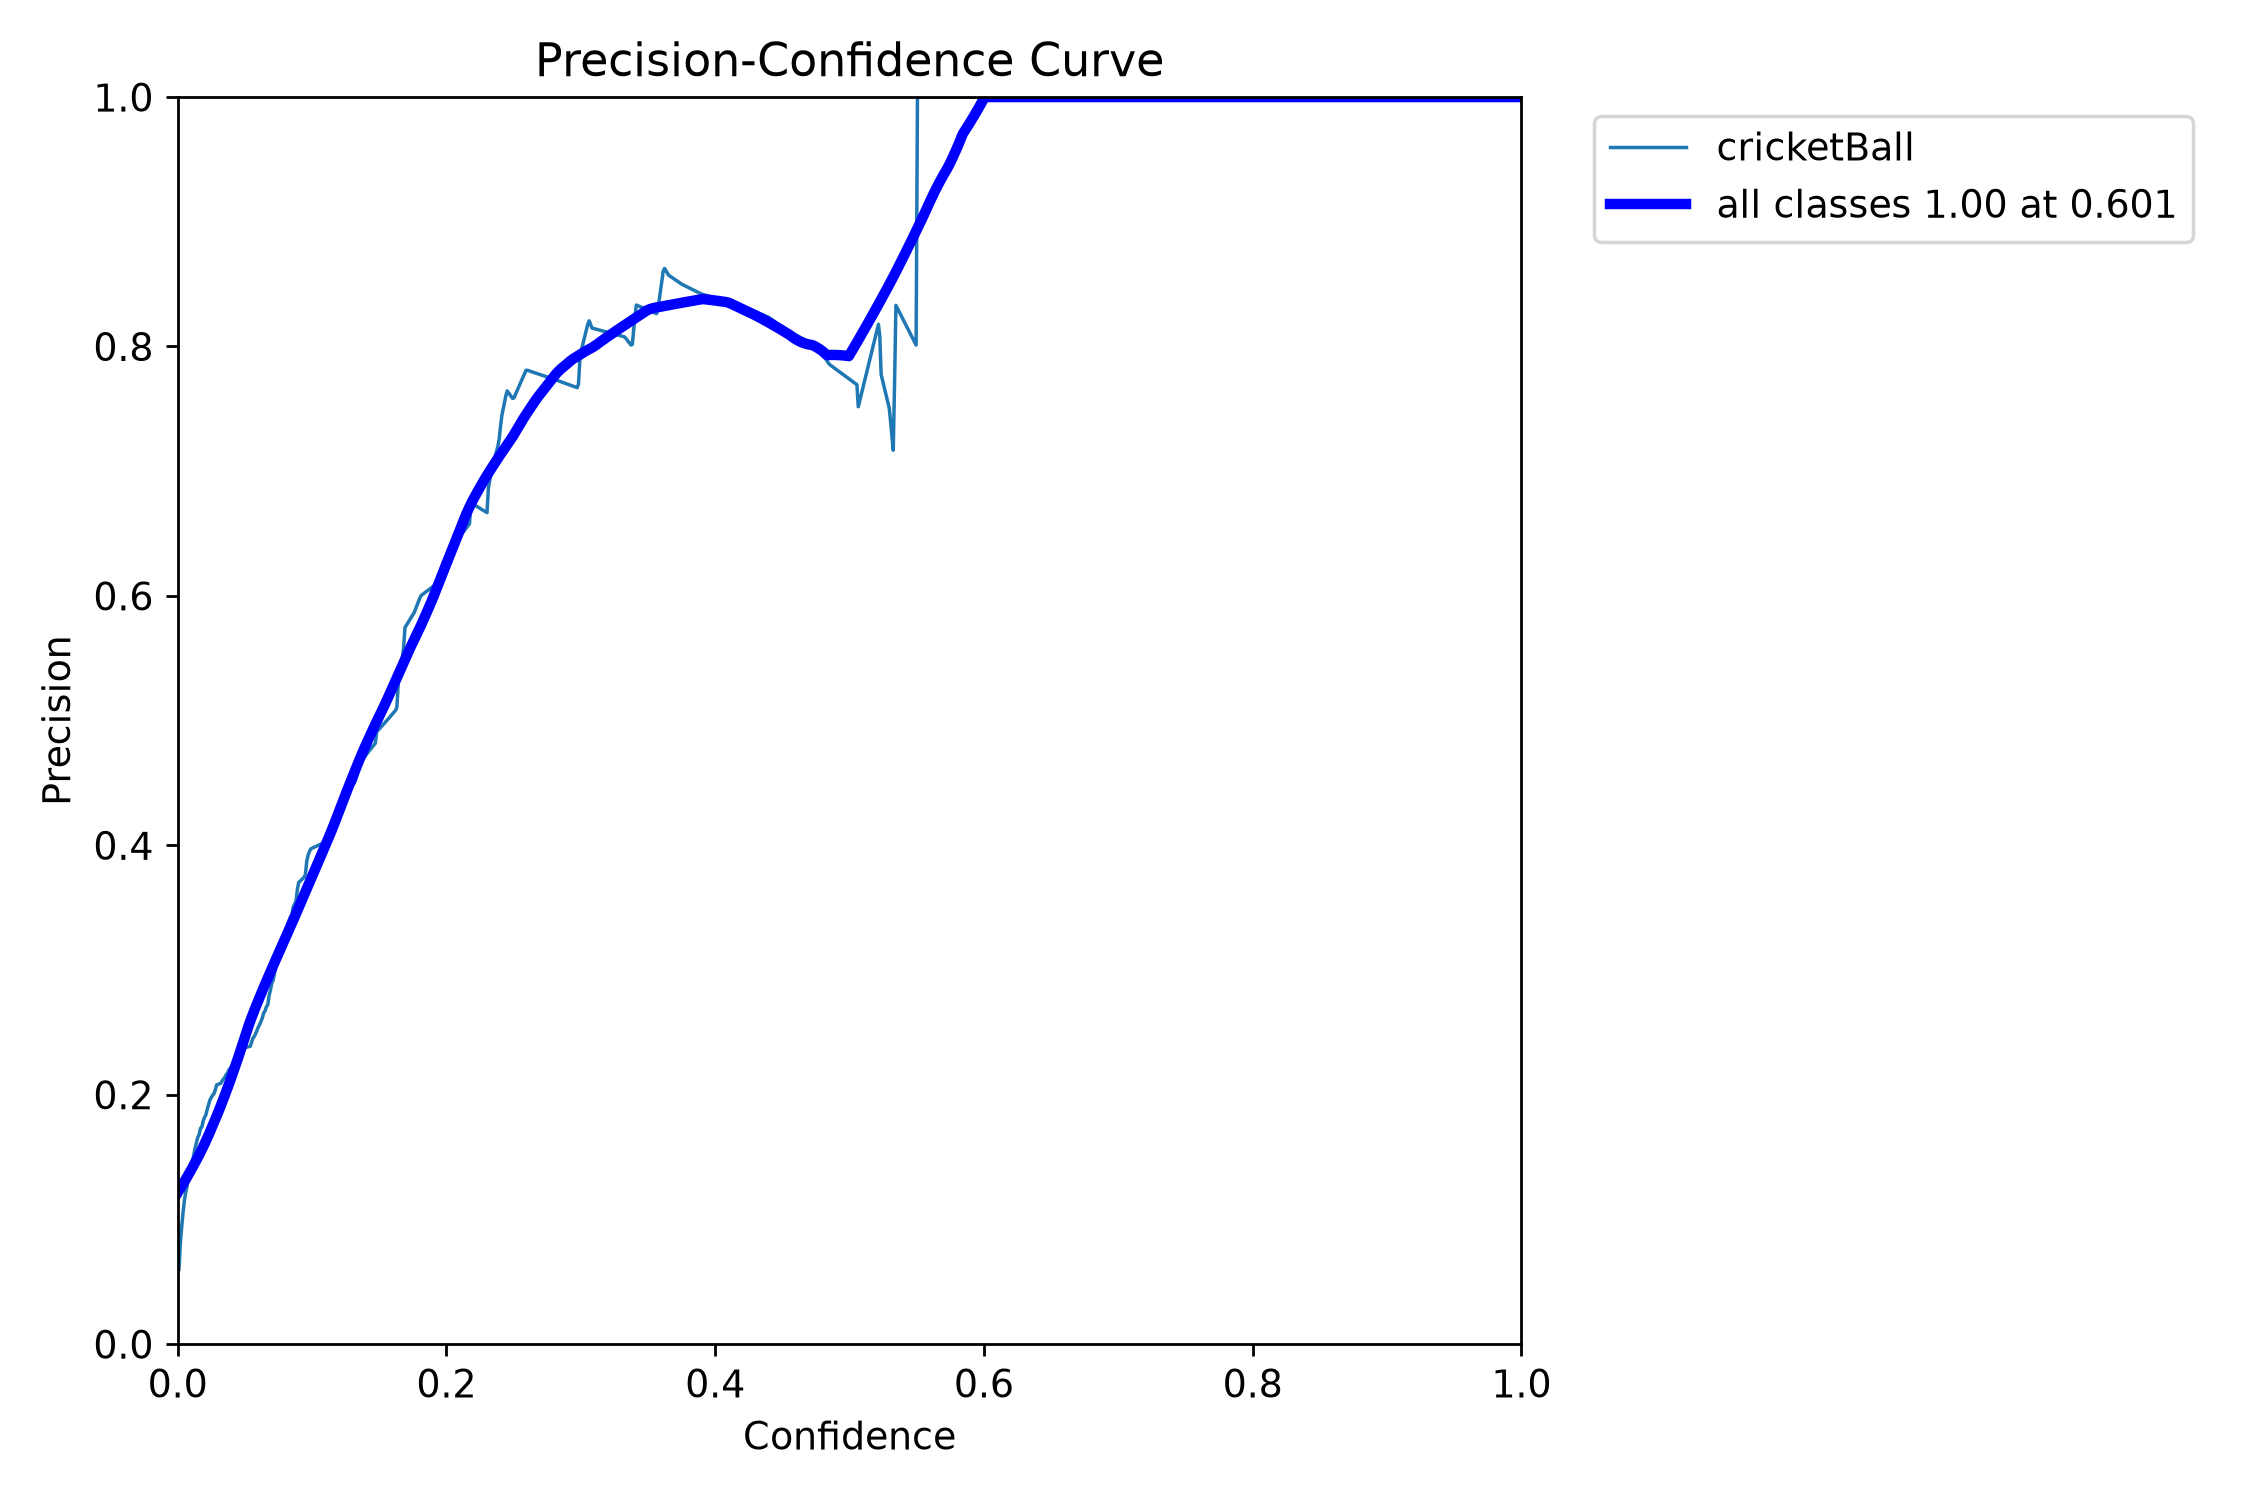 Precision-Confidence Curve
1.0
0.8
0.6
0.4
0.2
0.0
Precision
0.0 0.2 0.4 0.6 0.8 1.0
Confidence
cricketBall
all classes 1.00 at 0.601